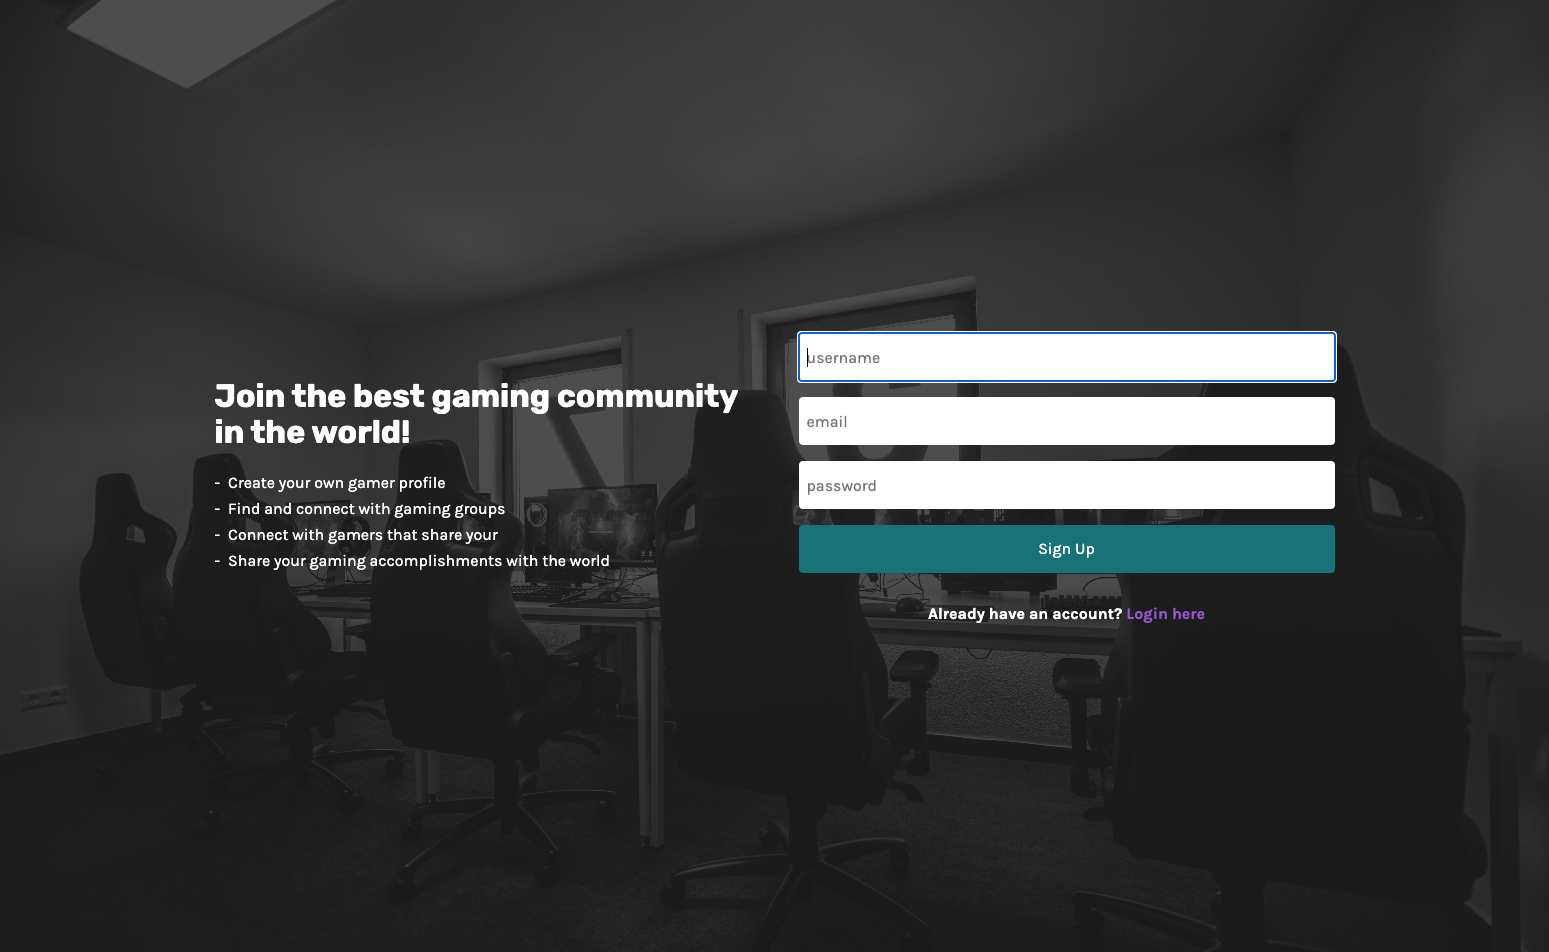 Join the best gaming community
in the world!
- Create your own gamer profile
- Find and connect with gaming groups
- Connect with gamers that share your
- Share your gaming accomplishments with the world
username
email
password
Sign Up
Already have an account? Login here